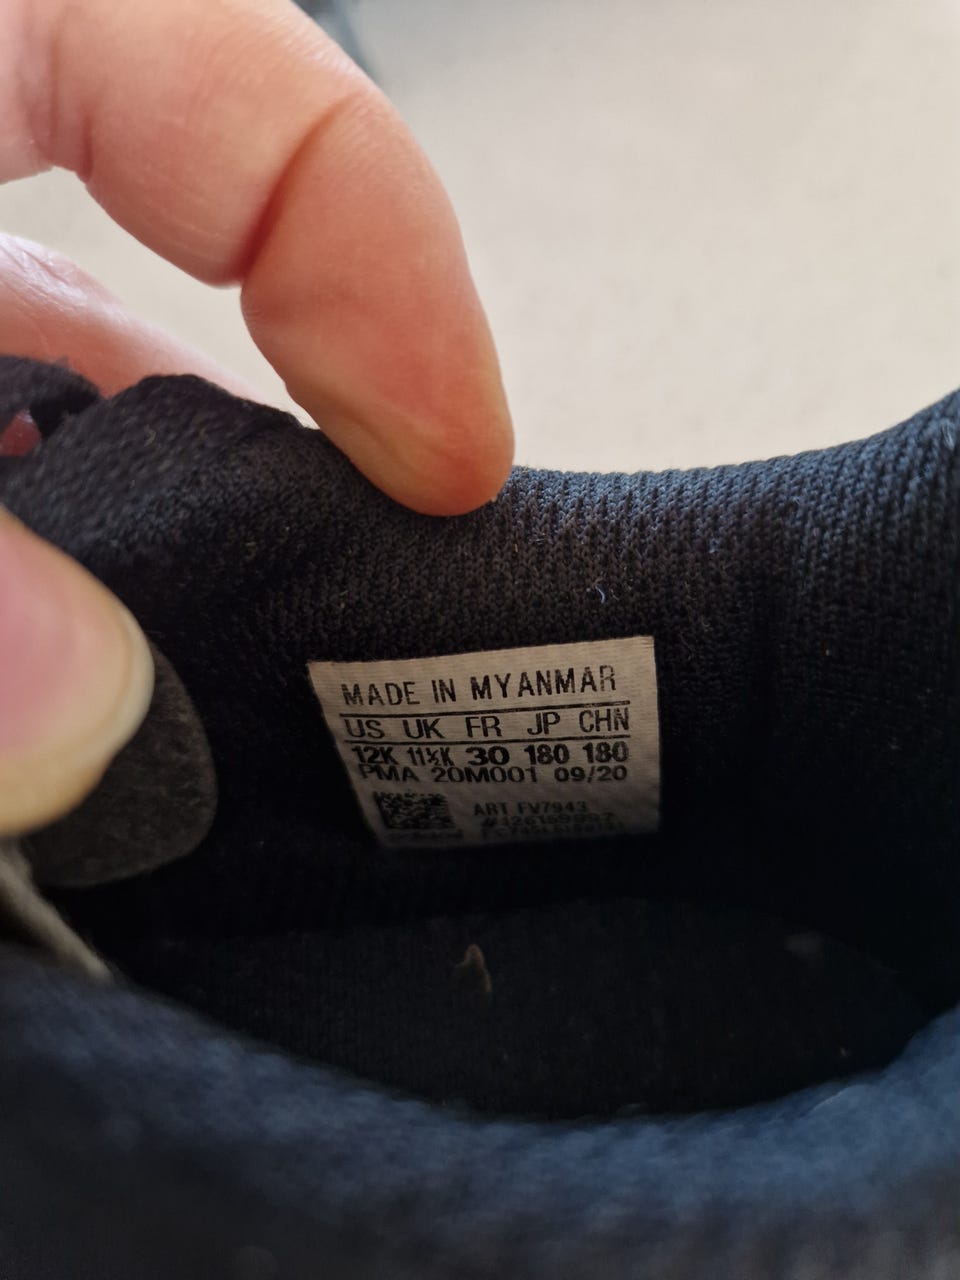 MADE IN MYANMAR
US UK FR JP CHN
12K 11½K 30 180 180
PMA 20M001 09/20
ART FV7943